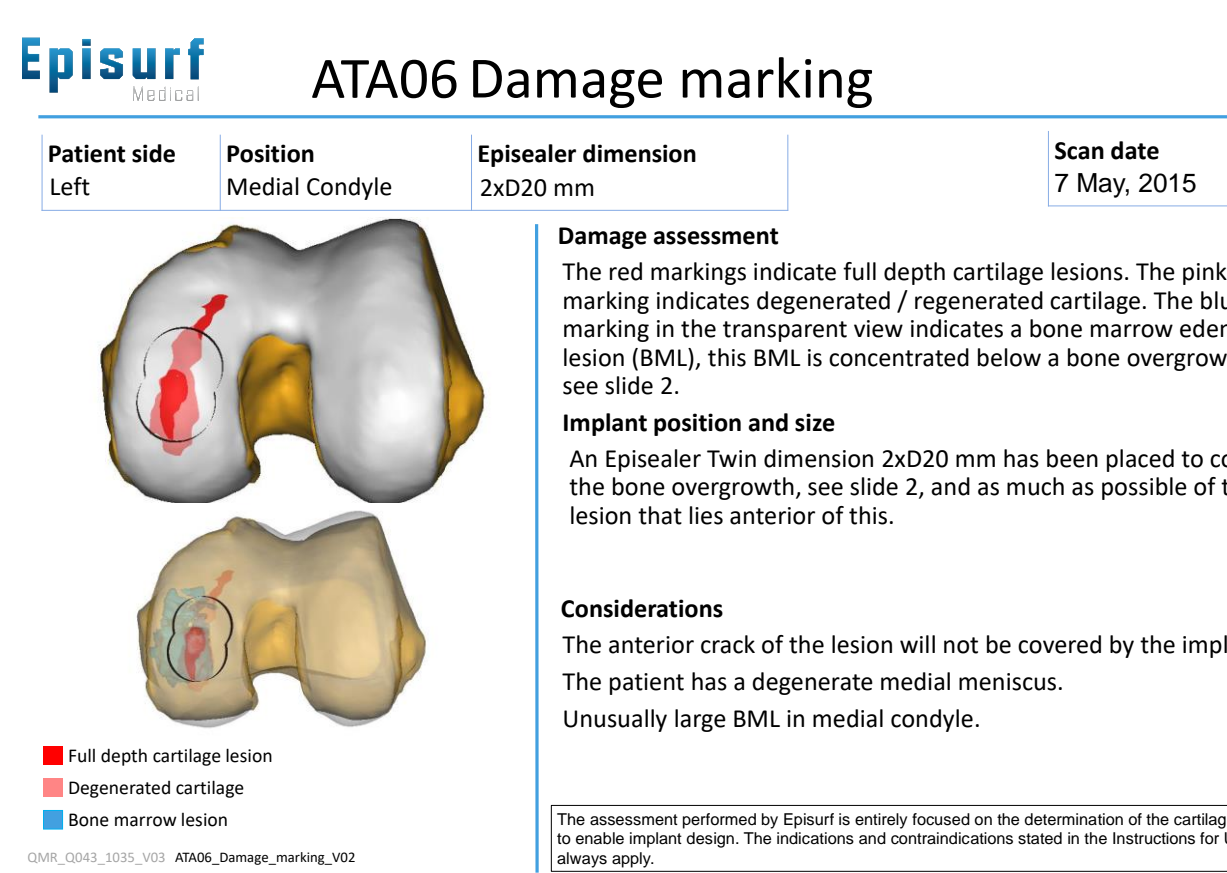 Episurf
Medical
ATA06 Damage marking
Patient side
Left
Position
Medial Condyle
Episealer dimension
2xD20 mm
Scan date
7 May, 2015
Damage assessment
The red markings indicate full depth cartilage lesions. The pink
marking indicates degenerated / regenerated cartilage. The
marking in the transparent view indicates a bone marrow
lesion (BML), this BML is concentrated below a bone
see slide 2.
Implant position and size
An Episealer Twin dimension 2xD20 mm has been placed to
the bone overgrowth, see slide 2, and as much as possible of
lesion that lies anterior of this.
Considerations
The anterior crack of the lesion will not be covered by the
The patient has a degenerate medial meniscus.
Unusually large BML in medial condyle.
Full depth cartilage lesion
Degenerated cartilage
Bone marrow lesion
The assessment performed by Episurf is entirely focused on the determination of the
to enable implant design. The indications and contraindications stated in the Instructions for
always apply.
QMR_Q043_1035_V03 ATA06_Damage_marking_V02